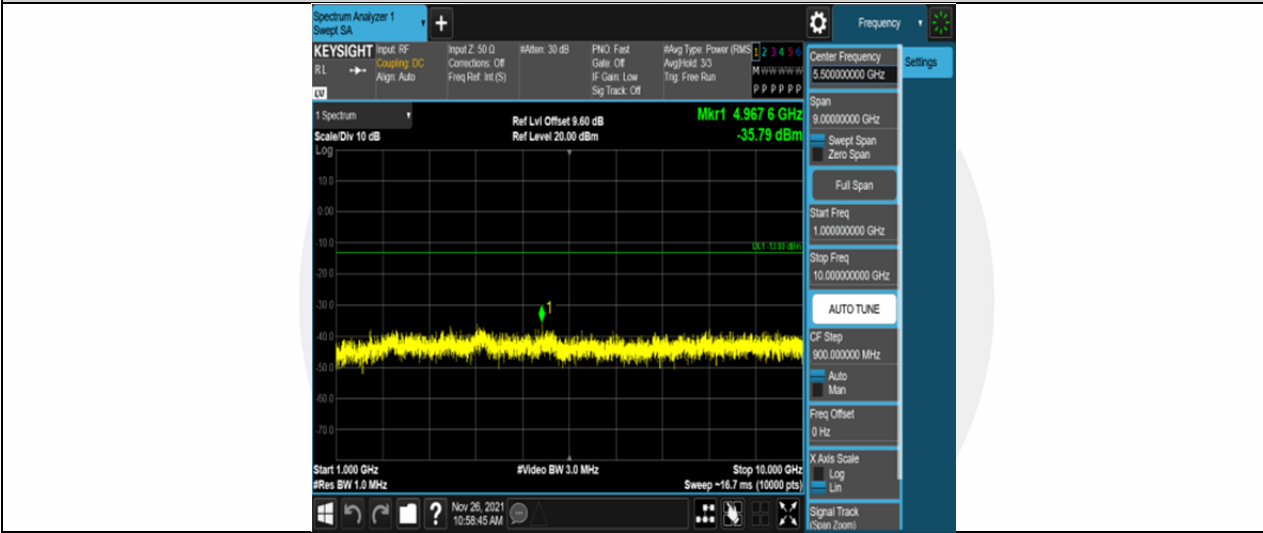 Spectrum Analyzer 1
Swept SA
+
Frequency
KEYSIGHT
RL
LV
Input: RF
Coupling: DC
Align: Auto
Input Z: 50 Ω
Corrections: Off
Freq Ref: Int (S)
#Atten: 30 dB
PNO: Fast
Gate: Off
IF Gain: Low
Sig Track: Off
#Avg Type: Power (RMS
Avg|Hold: 3/3
Trig: Free Run
1 2 3 4 5 6
M W W W W W
P P P P P P
1 Spectrum
Scale/Div 10 dB
Log
Ref Lvl Offset 9.60 dB
Ref Level 20.00 dBm
Mkr1 4.967 6 GHz
-35.79 dBm
10.0
0.00
-10.0
-20.0
-30.0
-40.0
-50.0
-60.0
-70.0
DL1 -13.00 dBm
1
Start 1.000 GHz
#Res BW 1.0 MHz
#Video BW 3.0 MHz
Stop 10.000 GHz
Sweep ~16.7 ms (10000 pts)
Nov 26, 2021
10:58:45 AM
Center Frequency
5.500000000 GHz
Span
9.00000000 GHz
Swept Span
Zero Span
Full Span
Start Freq
1.000000000 GHz
Stop Freq
10.000000000 GHz
AUTO TUNE
CF Step
900.000000 MHz
Auto
Man
Freq Offset
0 Hz
X Axis Scale
Log
Lin
Signal Track
(Span Zoom)
Settings